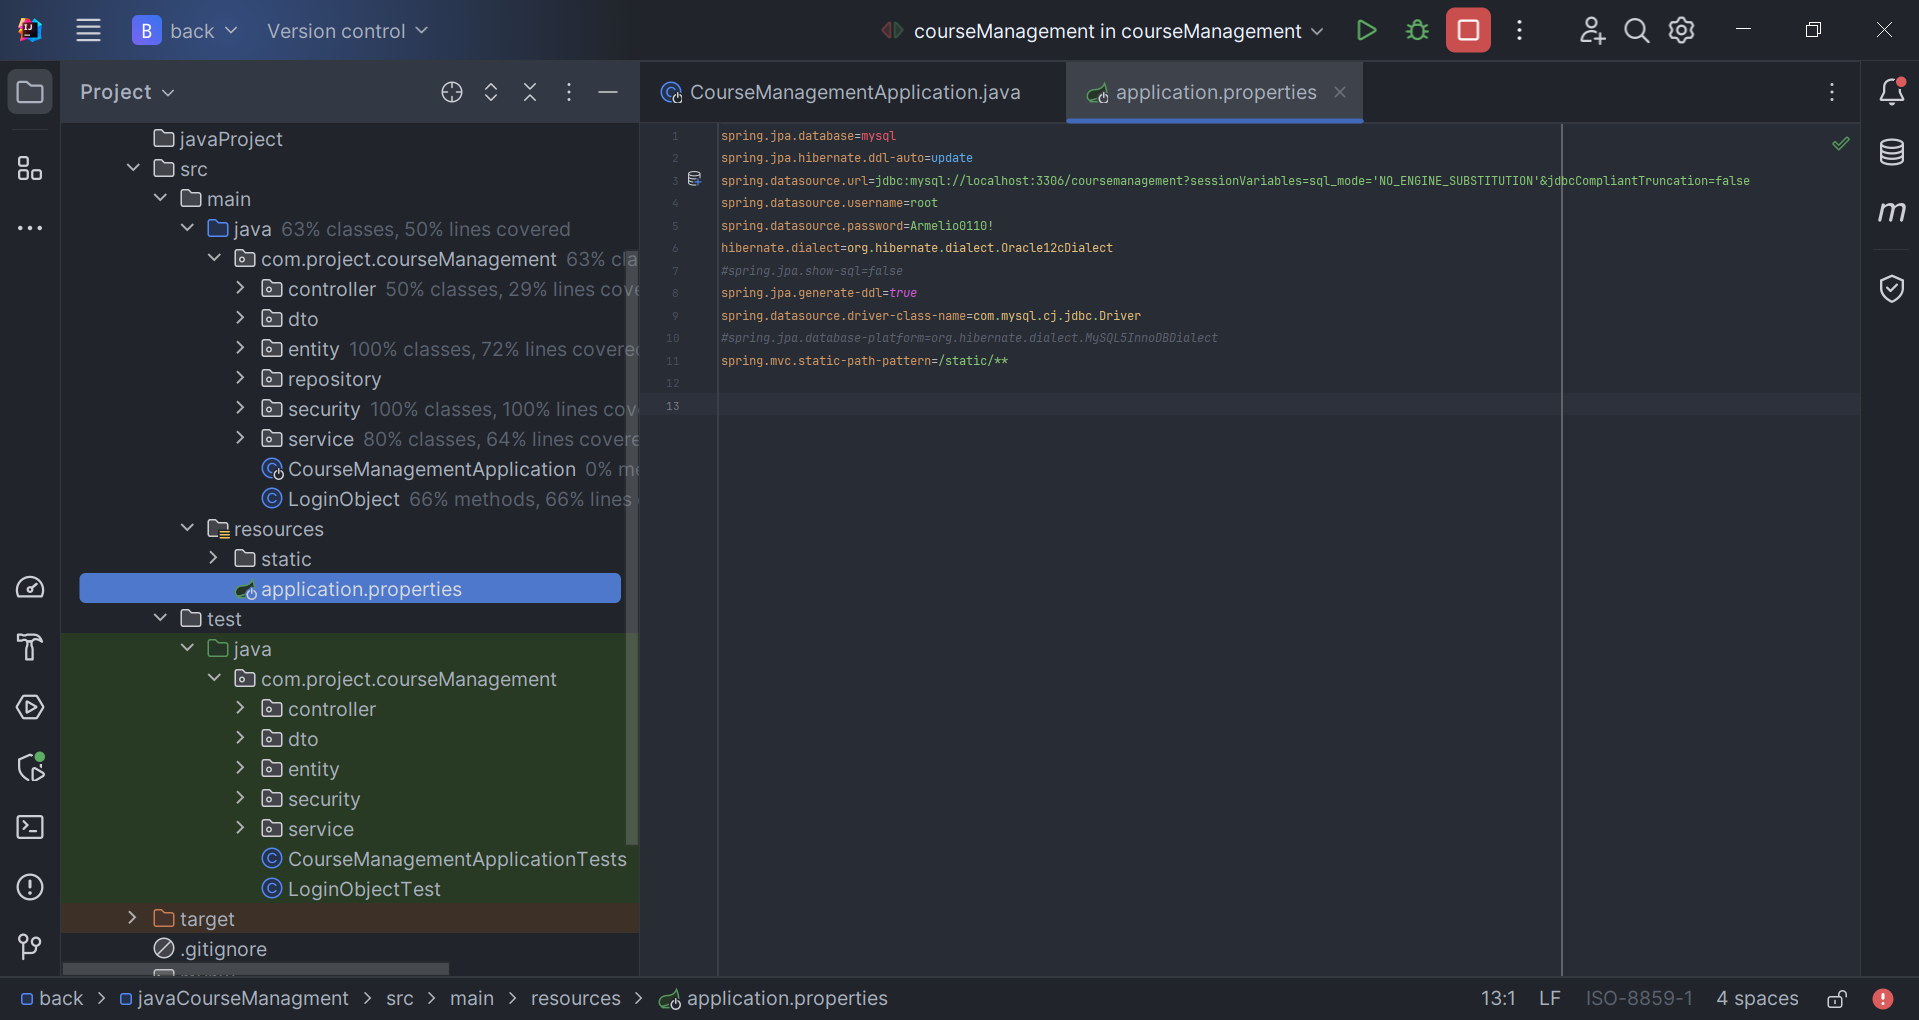 B back Version control
courseManagement in courseManagement
Project
javaProject
src
main
java 63% classes, 50% lines covered
com.project.courseManagement 63% cla
controller 50% classes, 29% lines cove
dto
entity 100% classes, 72% lines covered
repository
security 100% classes, 100% lines cov
service 80% classes, 64% lines covere
CourseManagementApplication 0% me
LoginObject 66% methods, 66% lines
resources
static
application.properties
test
java
com.project.courseManagement
controller
dto
entity
security
service
CourseManagementApplicationTests
LoginObjectTest
target
.gitignore
CourseManagementApplication.java
application.properties
1 spring.jpa.database=mysql
2 spring.jpa.hibernate.ddl-auto=update
3 spring.datasource.url=jdbc:mysql://localhost:3306/coursemanagement?sessionVariables=sql_mode='NO_ENGINE_SUBSTITUTION'&jdbcCompliantTruncation=false
4 spring.datasource.username=root
5 spring.datasource.password=Armelio0110!
6 hibernate.dialect=org.hibernate.dialect.Oracle12cDialect
7 #spring.jpa.show-sql=false
8 spring.jpa.generate-ddl=true
9 spring.datasource.driver-class-name=com.mysql.cj.jdbc.Driver
10 #spring.jpa.database-platform=org.hibernate.dialect.MySQL5InnoDBDialect
11 spring.mvc.static-path-pattern=/static/**
12
13
m
back > javaCourseManagment > src > main > resources > application.properties
13:1 LF ISO-8859-1 4 spaces